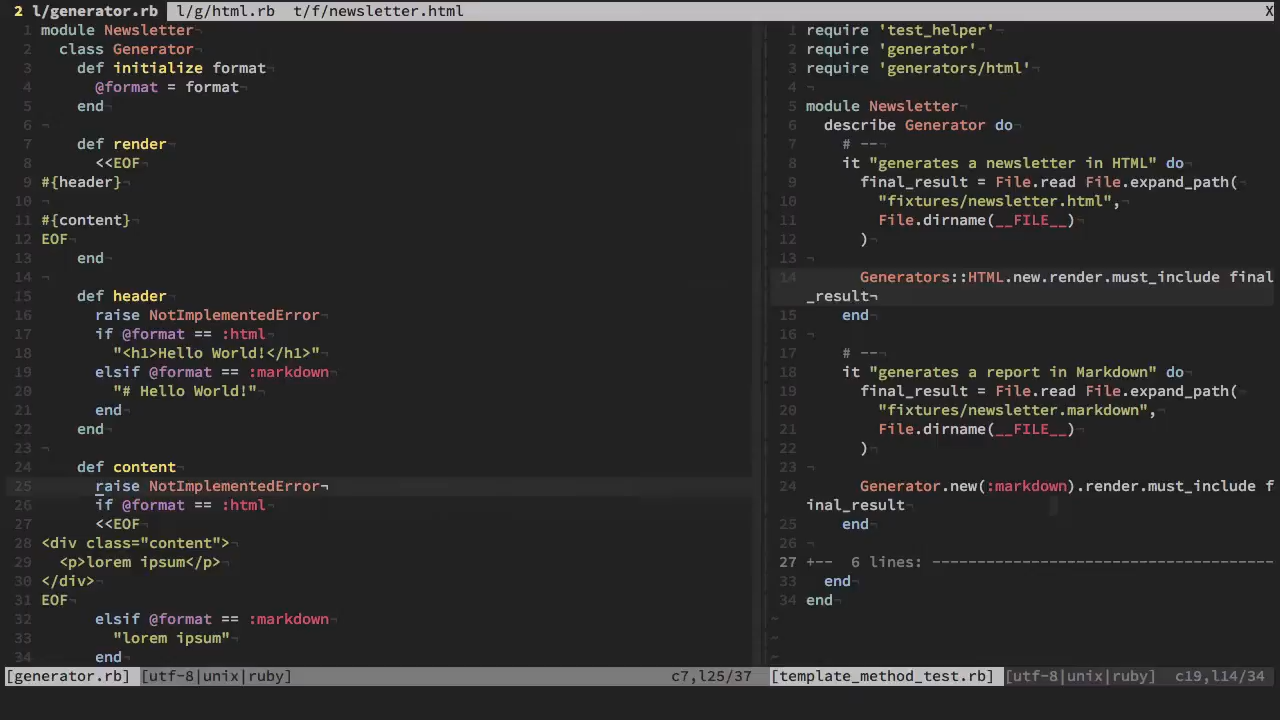 2 l/generator.rb  l/g/html.rb  t/f/newsletter.html X
1 module Newsletter¬
2   class Generator¬
3     def initialize format¬
4       @format = format¬
5     end¬
6 ¬
7     def render¬
8       <<EOF¬
9 #{header}¬
10 ¬
11 #{content}¬
12 EOF¬
13     end¬
14 ¬
15     def header¬
16       raise NotImplementedError¬
17       if @format == :html¬
18         "<h1>Hello World!</h1>"¬
19       elsif @format == :markdown¬
20         "# Hello World!"¬
21       end¬
22     end¬
23 ¬
24     def content¬
25       raise NotImplementedError¬
26       if @format == :html¬
27       <<EOF¬
28 <div class="content">¬
29   <p>lorem ipsum</p>¬
30 </div>¬
31 EOF¬
32       elsif @format == :markdown¬
33         "lorem ipsum"¬
34       end¬
[generator.rb] [utf-8|unix|ruby] c7,l25/37
1 require 'test_helper'¬
2 require 'generator'¬
3 require 'generators/html'¬
4 ¬
5 module Newsletter¬
6   describe Generator do¬
7     # --¬
8     it "generates a newsletter in HTML" do¬
9       final_result = File.read File.expand_path(¬
10         "fixtures/newsletter.html",¬
11         File.dirname(__FILE__)¬
12       )¬
13 ¬
14       Generators::HTML.new.render.must_include final
_result¬
15     end¬
16 ¬
17     # --¬
18     it "generates a report in Markdown" do¬
19       final_result = File.read File.expand_path(¬
20         "fixtures/newsletter.markdown",¬
21         File.dirname(__FILE__)¬
22       )¬
23 ¬
24       Generator.new(:markdown).render.must_include f
inal_result¬
25     end¬
26 ¬
27 +--  6 lines: --------------------------------------
33   end¬
34 end¬
~
~
~
[template_method_test.rb] [utf-8|unix|ruby] c19,l14/34